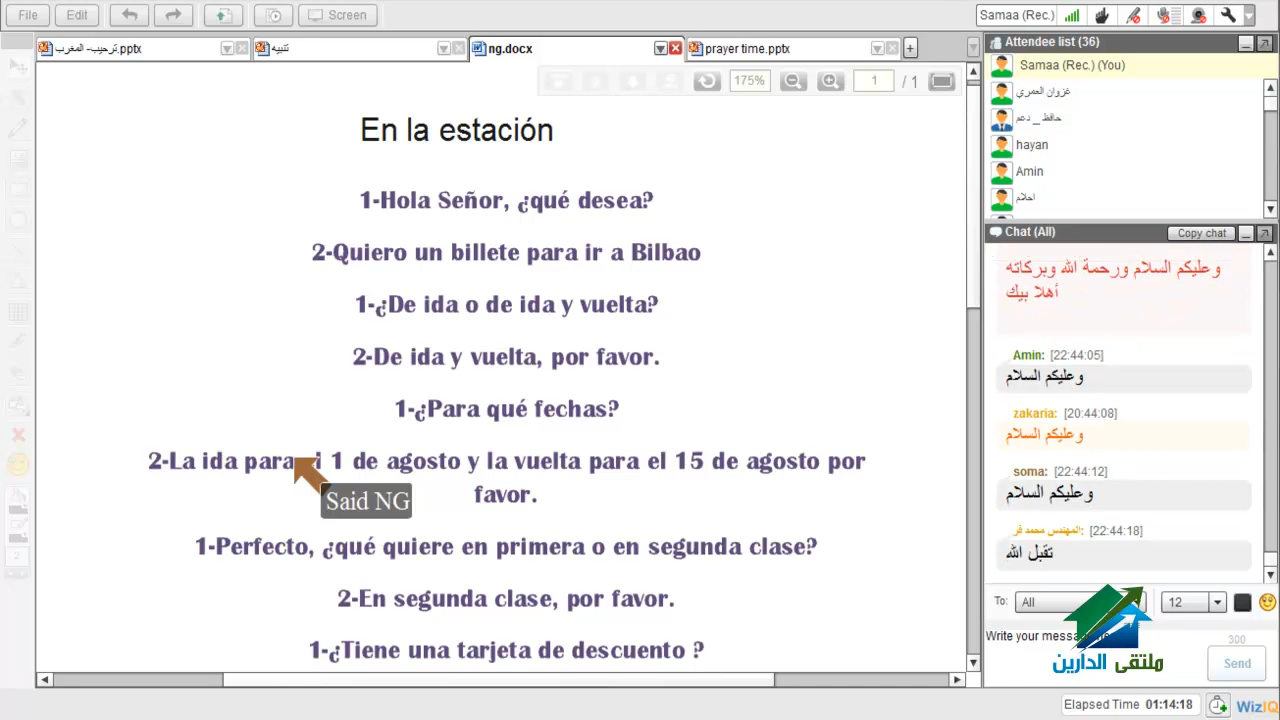 File
Edit
Screen
Samaa (Rec.)
ترحيب- المغرب.pptx
تنبيه
ng.docx
prayer time.pptx
175%
1
/ 1
En la estación
1-Hola Señor, ¿qué desea?
2-Quiero un billete para ir a Bilbao
1-¿De ida o de ida y vuelta?
2-De ida y vuelta, por favor.
1-¿Para qué fechas?
2-La ida para 1 de agosto y la vuelta para el 15 de agosto por
favor.
Said NG
1-Perfecto, ¿qué quiere en primera o en segunda clase?
2-En segunda clase, por favor.
1-¿Tiene una tarjeta de descuento ?
Attendee list (36)
Samaa (Rec.) (You)
غزوان العمري
حافظ _ دعم
hayan
Amin
احلام
Chat (All)
Copy chat
وعليكم السلام ورحمة الله وبركاته
أهلا بيك
Amin: [22:44:05]
وعليكم السلام
zakaria: [20:44:08]
وعليكم السلام
soma: [22:44:12]
وعليكم السلام
المهندس محمد قر: [22:44:18]
تقبل الله
To:
All
12
Write your mess
300
Send
ملتقى الدارين
Elapsed Time 01:14:18
WizIQ
2